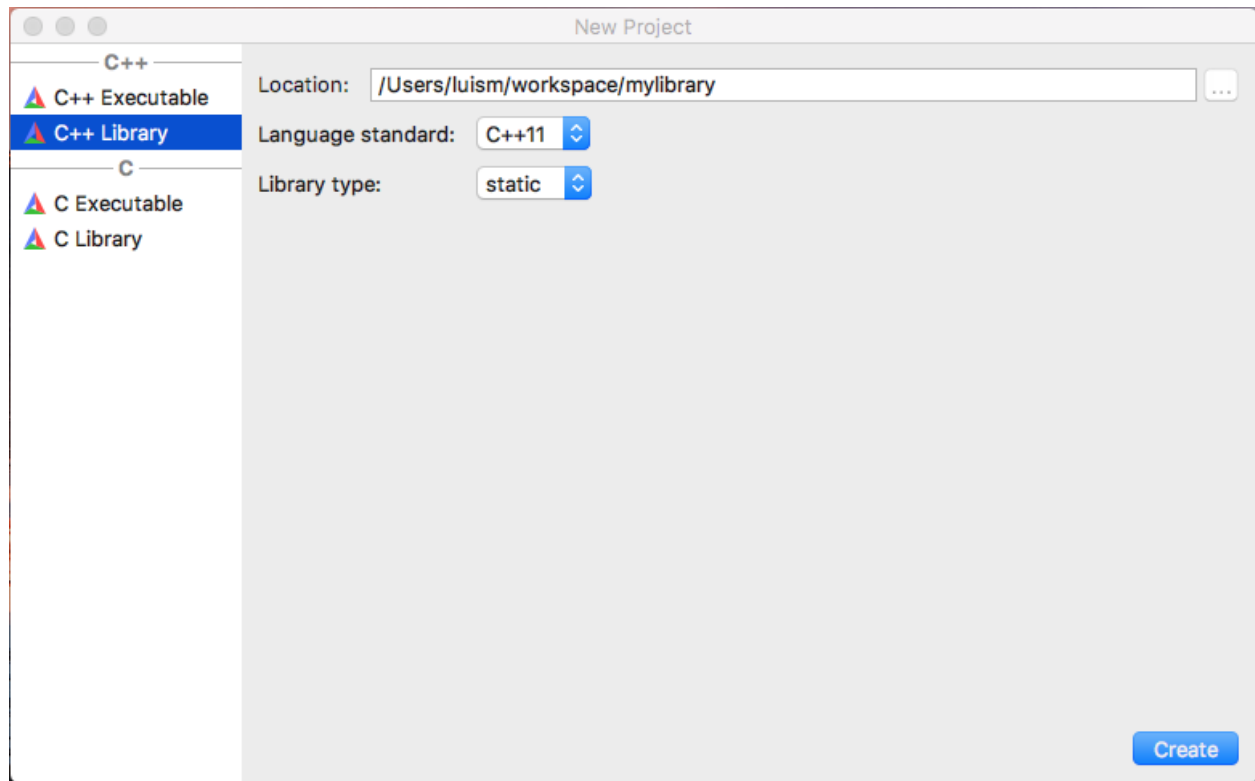 New Project
C++
C++ Executable
C++ Library
C
C Executable
C Library
Location: /Users/luism/workspace/mylibrary ...
Language standard: C++11
Library type: static
Create